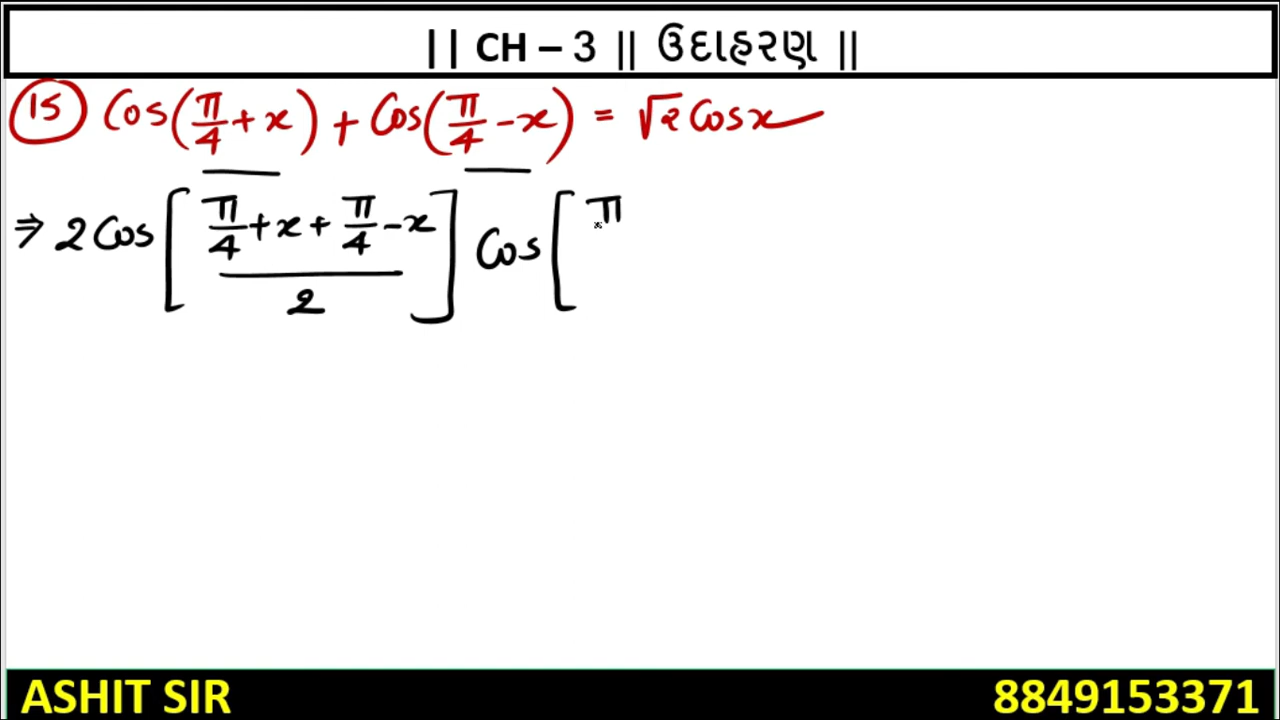 || CH – 3 || ઉદાહરણ ||
15 Cos(π/4 + x) + Cos(π/4 - x) = √2 Cosx
⇒ 2 Cos[ (π/4 + x + π/4 - x)/2 ] Cos[ π
ASHIT SIR 8849153371